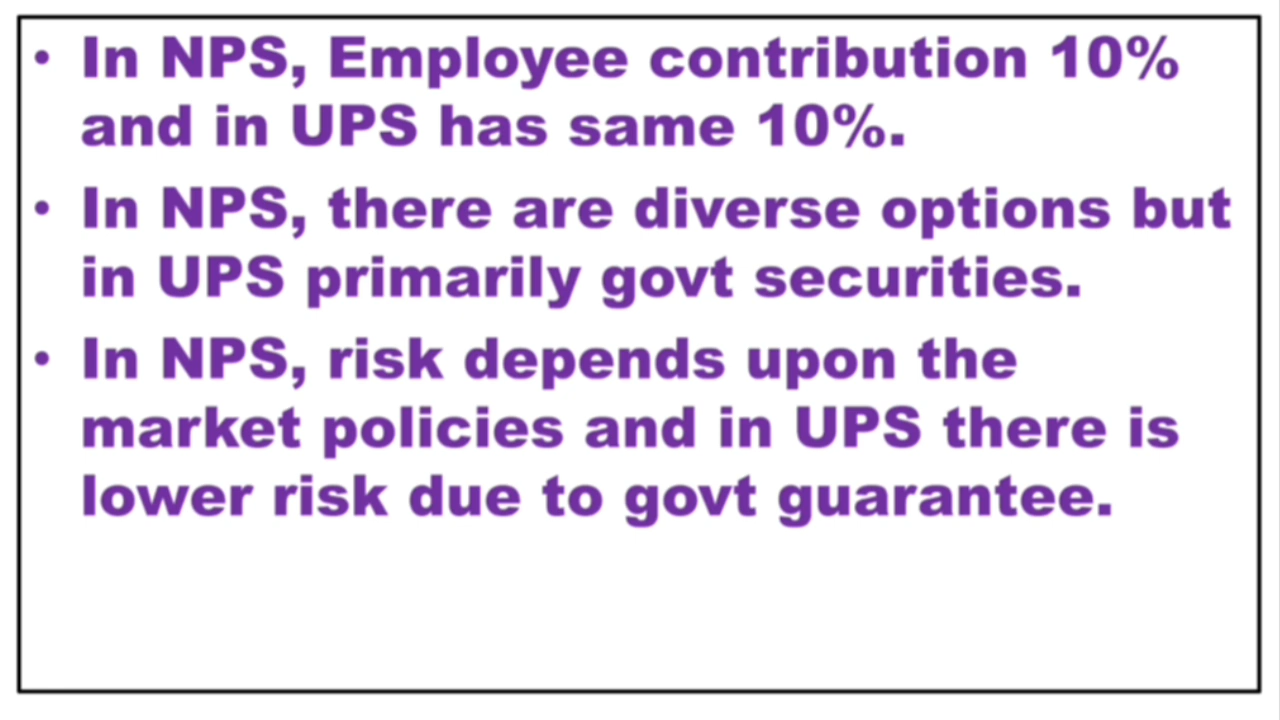 • In NPS, Employee contribution 10%
and in UPS has same 10%.
• In NPS, there are diverse options but
in UPS primarily govt securities.
• In NPS, risk depends upon the
market policies and in UPS there is
lower risk due to govt guarantee.